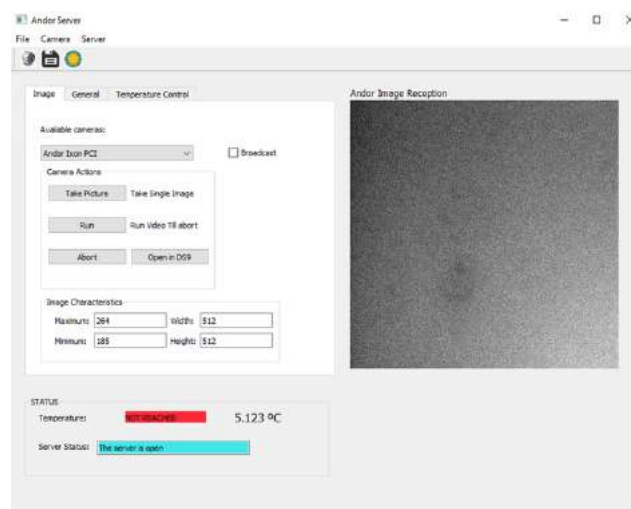 Andor Server
File Camera Server
Image General Temperature Control
Andor Image Reception
Available cameras:
Andor Ixon PCI
Broadcast
Camera Actions
Take Picture Take Single Image
Run Run Video Till abort
Abort Open in DS9
Image Characteristics
Maximum: 264 Width: 512
Minimum: 185 Height: 512
STATUS
Temperature: NOT REACHED 5.123 ºC
Server Status: The server is open